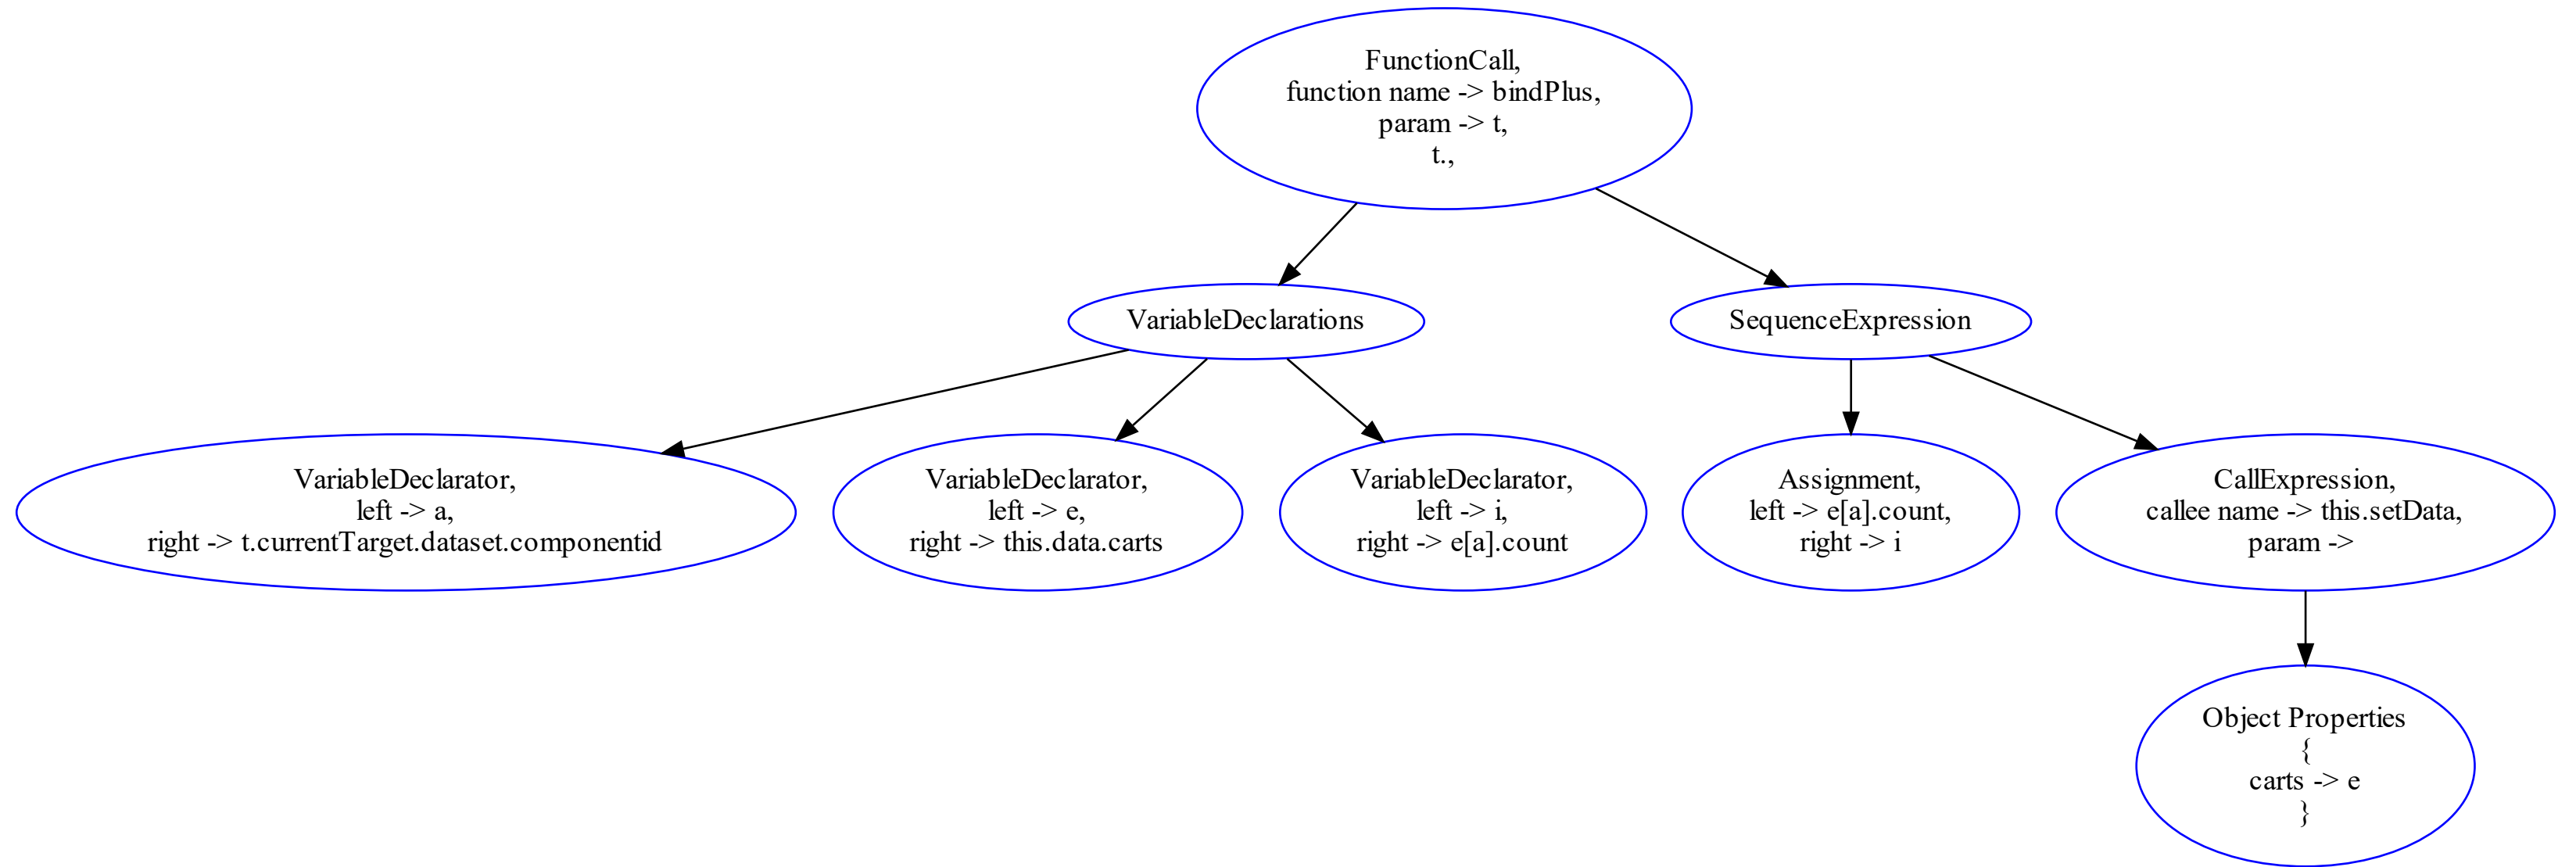 FunctionCall,
function name -> bindPlus,
param -> t,
t.,
VariableDeclarations
SequenceExpression
VariableDeclarator,
left -> a,
right -> t.currentTarget.dataset.componentid
VariableDeclarator,
left -> e,
right -> this.data.carts
VariableDeclarator,
left -> i,
right -> e[a].count
Assignment,
left -> e[a].count,
right -> i
CallExpression,
callee name -> this.setData,
param ->
Object Properties
{
carts -> e
}